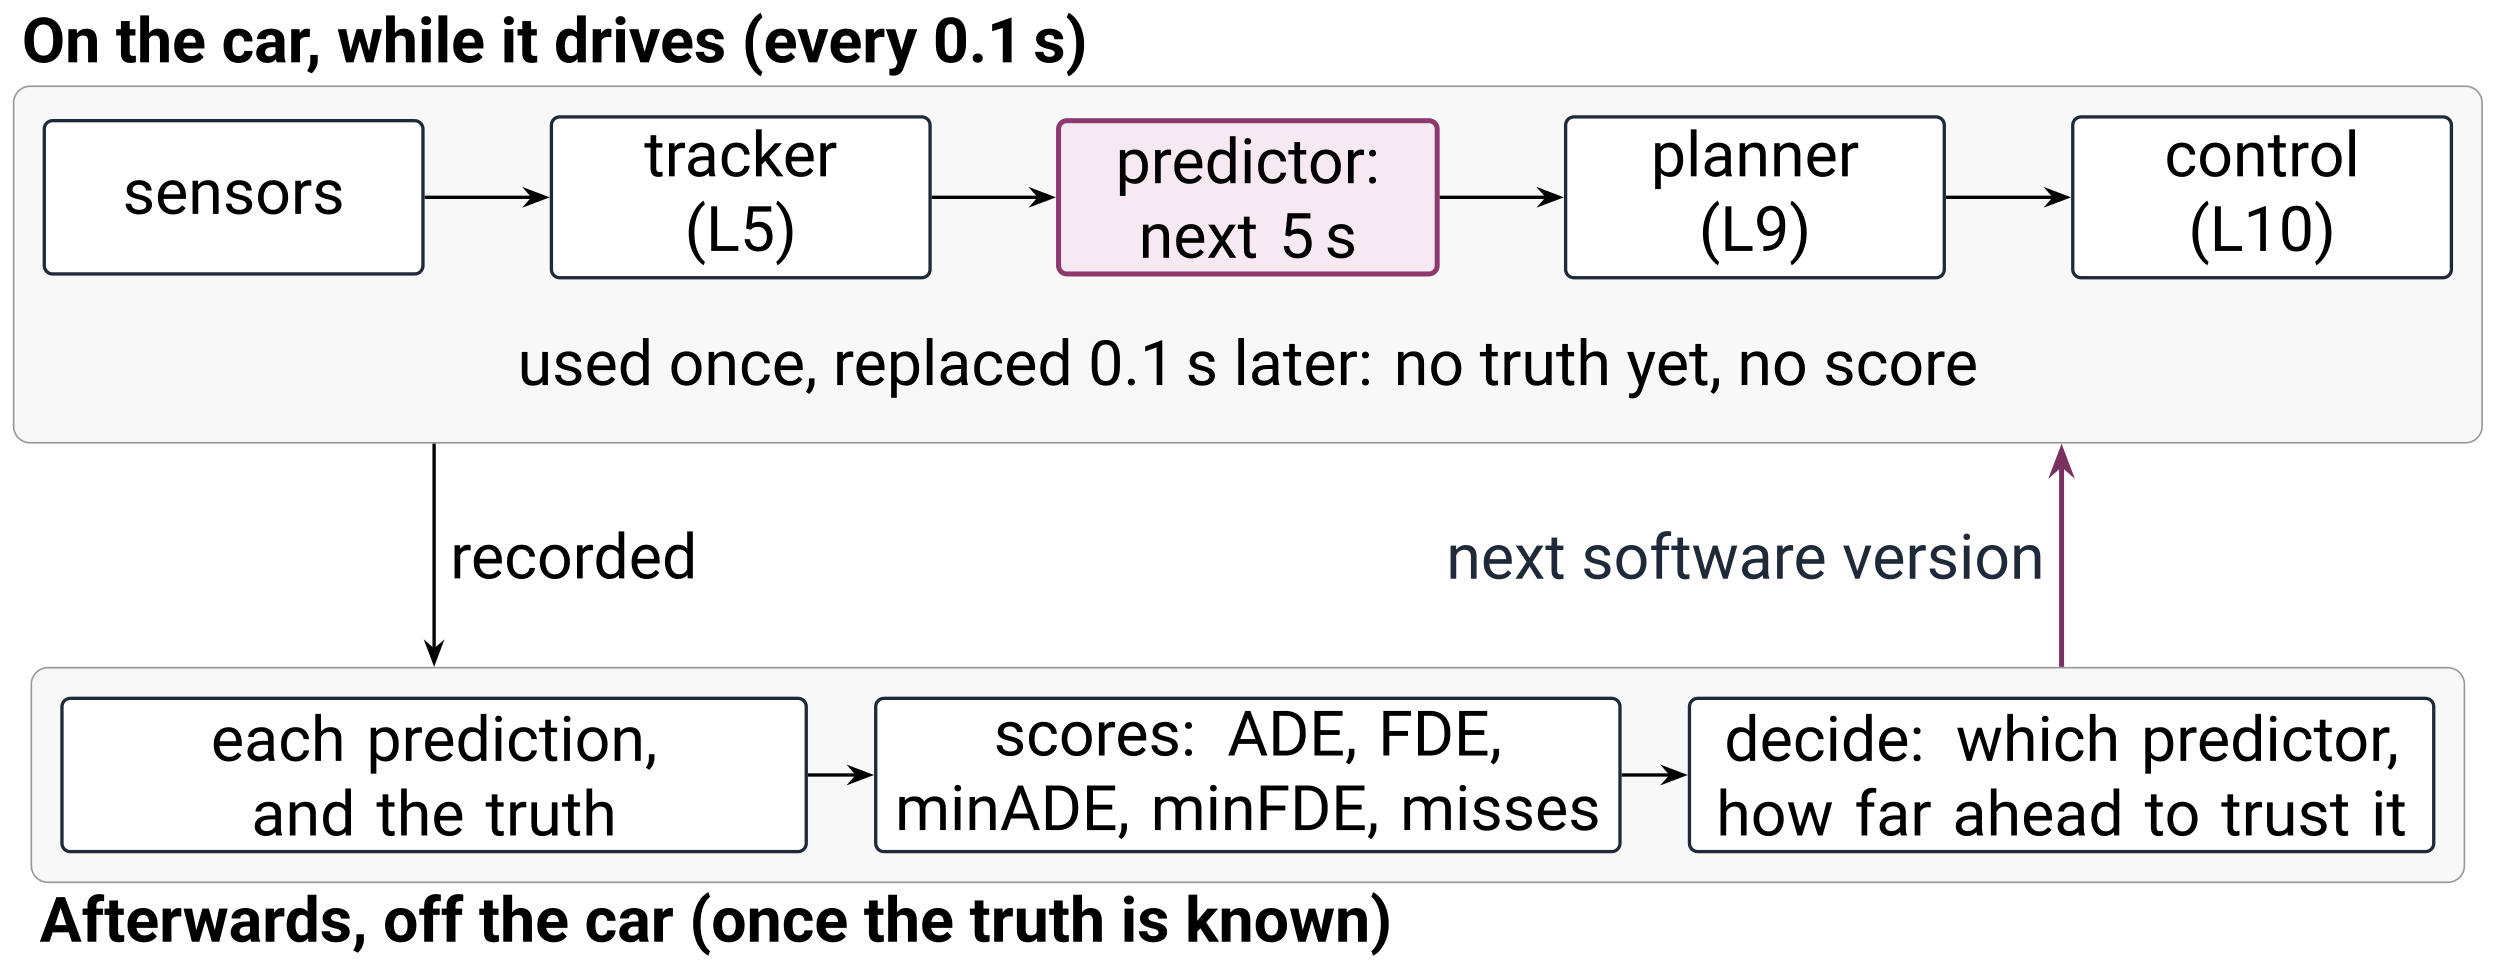 On the car, while it drives (every 0.1 s)
sensors
tracker
(L5)
predictor:
next 5 s
planner
(L9)
control
(L10)
used once, replaced 0.1 s later: no truth yet, no score
recorded
next software version
each prediction,
and the truth
scores: ADE, FDE,
minADE, minFDE, misses
decide: which predictor,
how far ahead to trust it
Afterwards, off the car (once the truth is known)